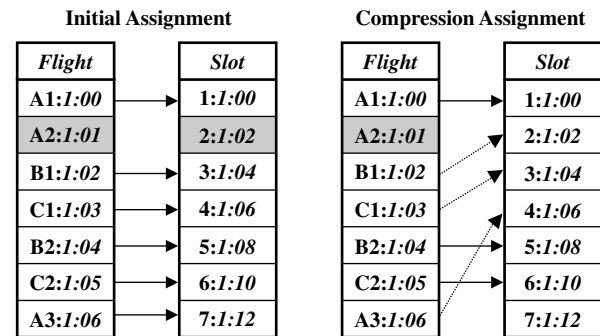 Initial Assignment
Flight Slot
A1:1:00 1:1:00
A2:1:01 2:1:02
B1:1:02 3:1:04
C1:1:03 4:1:06
B2:1:04 5:1:08
C2:1:05 6:1:10
A3:1:06 7:1:12
Compression Assignment
Flight Slot
A1:1:00 1:1:00
A2:1:01 2:1:02
B1:1:02 3:1:04
C1:1:03 4:1:06
B2:1:04 5:1:08
C2:1:05 6:1:10
A3:1:06 7:1:12